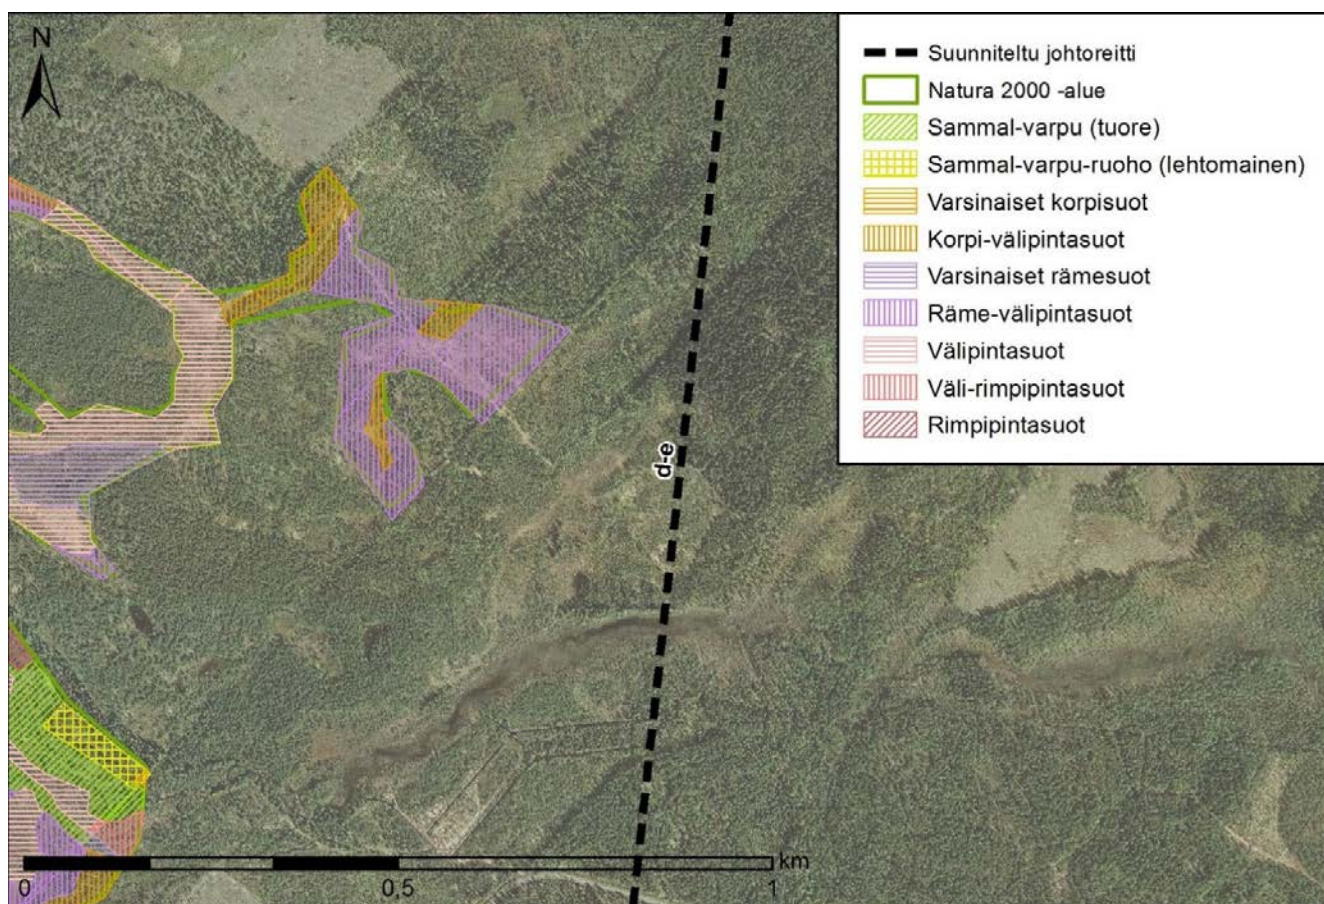 N
Suunniteltu johtoreitti
Natura 2000 -alue
Sammal-varpu (tuore)
Sammal-varpu-ruoho (lehtomainen)
Varsinaiset korpisuot
Korpi-välipintasuot
Varsinaiset rämesuot
Räme-välipintasuot
Välipintasuot
Väli-rimpipintasuot
Rimpipintasuot
d-e
km
0
0,5
1